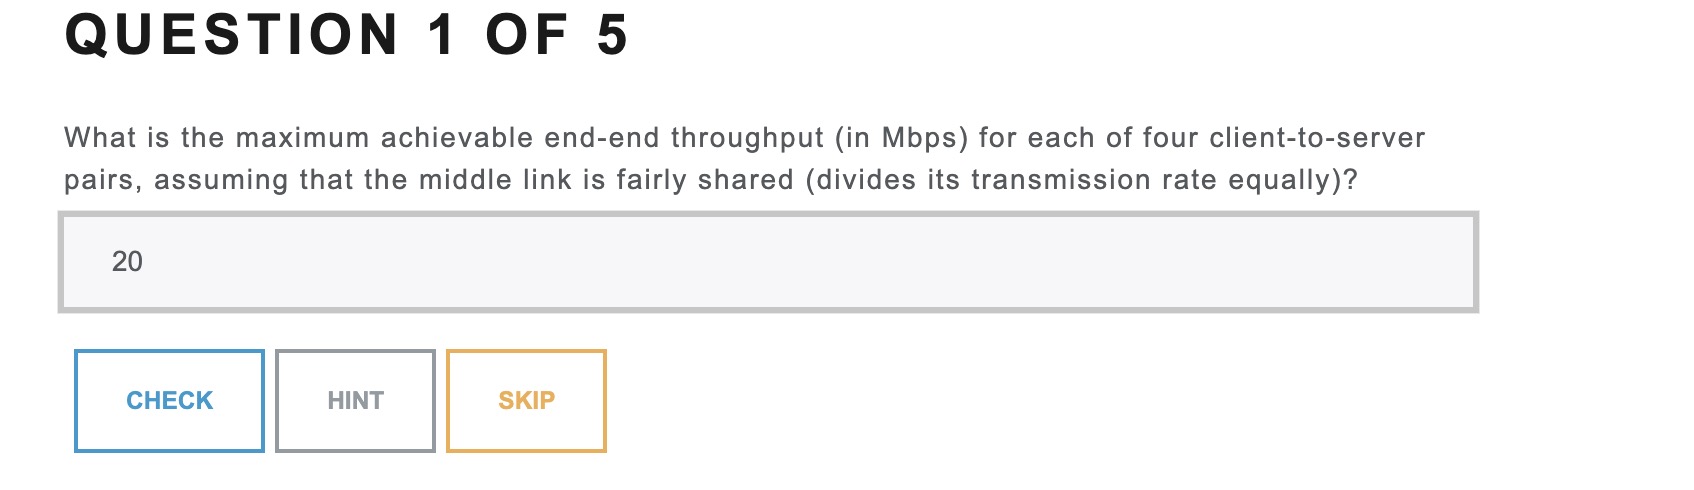 QUESTION 1 OF 5
What is the maximum achievable end-end throughput (in Mbps) for each of four client-to-server
pairs, assuming that the middle link is fairly shared (divides its transmission rate equally)?
20
CHECK HINT SKIP